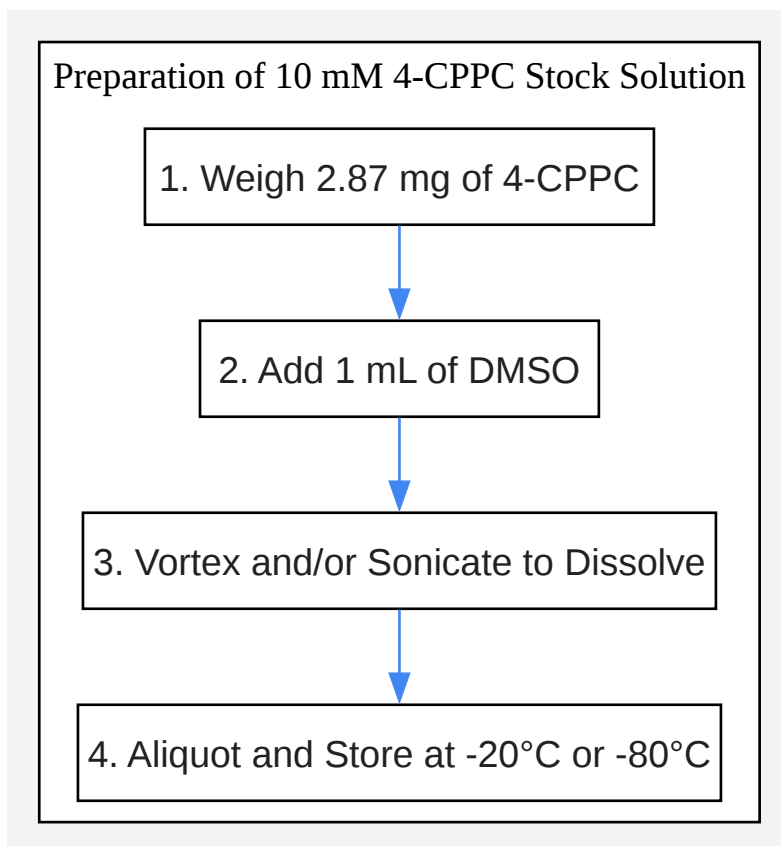 Preparation of 10 mM 4-CPPC Stock Solution
1. Weigh 2.87 mg of 4-CPPC
2. Add 1 mL of DMSO
3. Vortex and/or Sonicate to Dissolve
4. Aliquot and Store at -20°C or -80°C